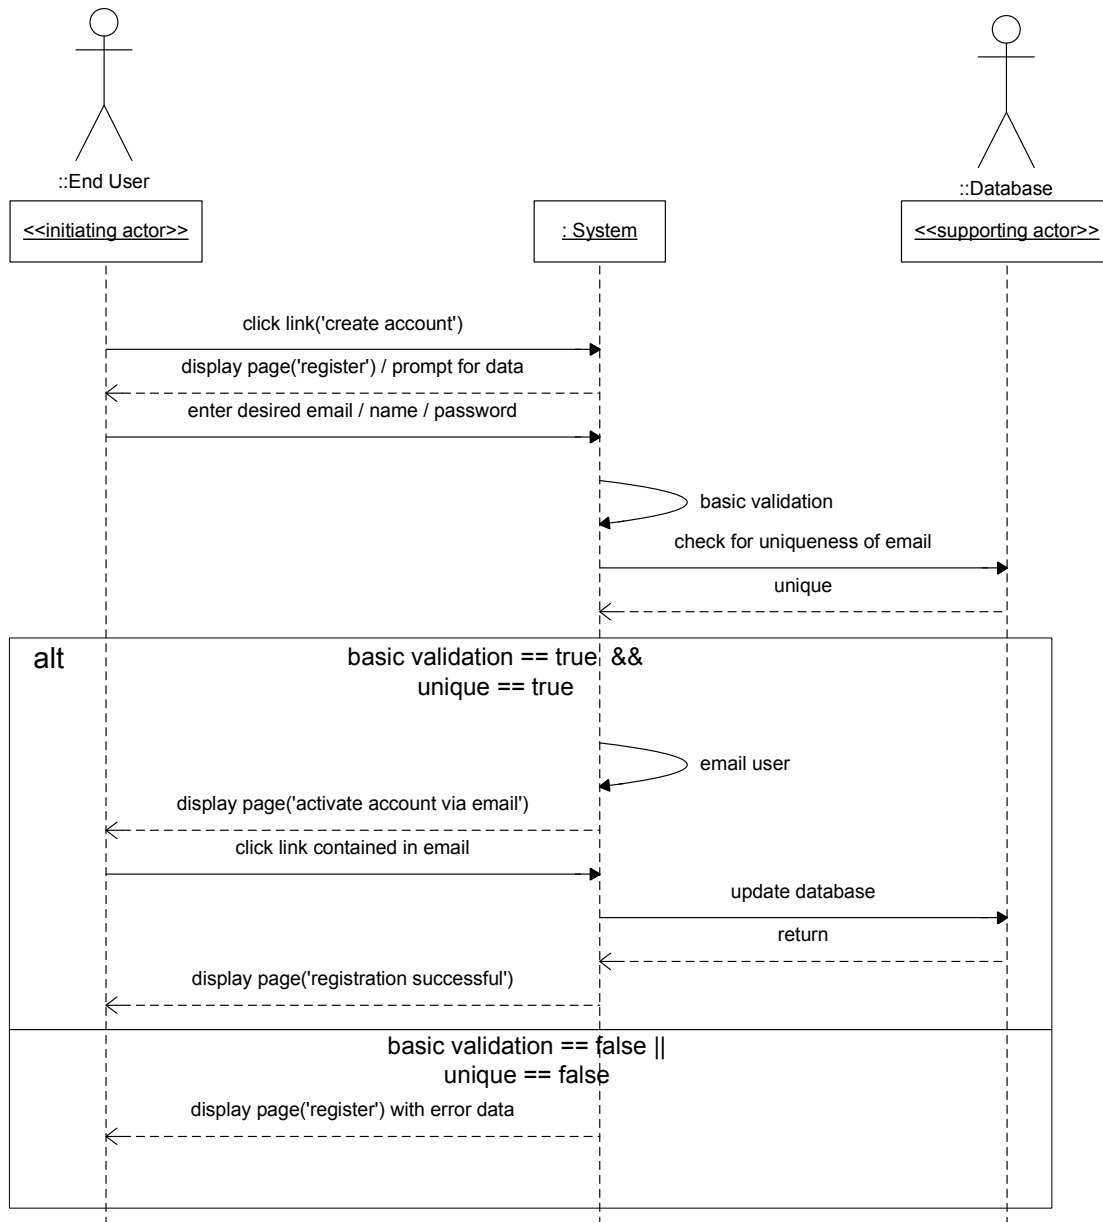 ::End User
::Database
<<initiating actor>>
: System
<<supporting actor>>
click link('create account')
display page('register') / prompt for data
enter desired email / name / password
basic validation
check for uniqueness of email
unique
alt
basic validation == true &&
unique == true
email user
display page('activate account via email')
click link contained in email
update database
return
display page('registration successful')
basic validation == false ||
unique == false
display page('register') with error data